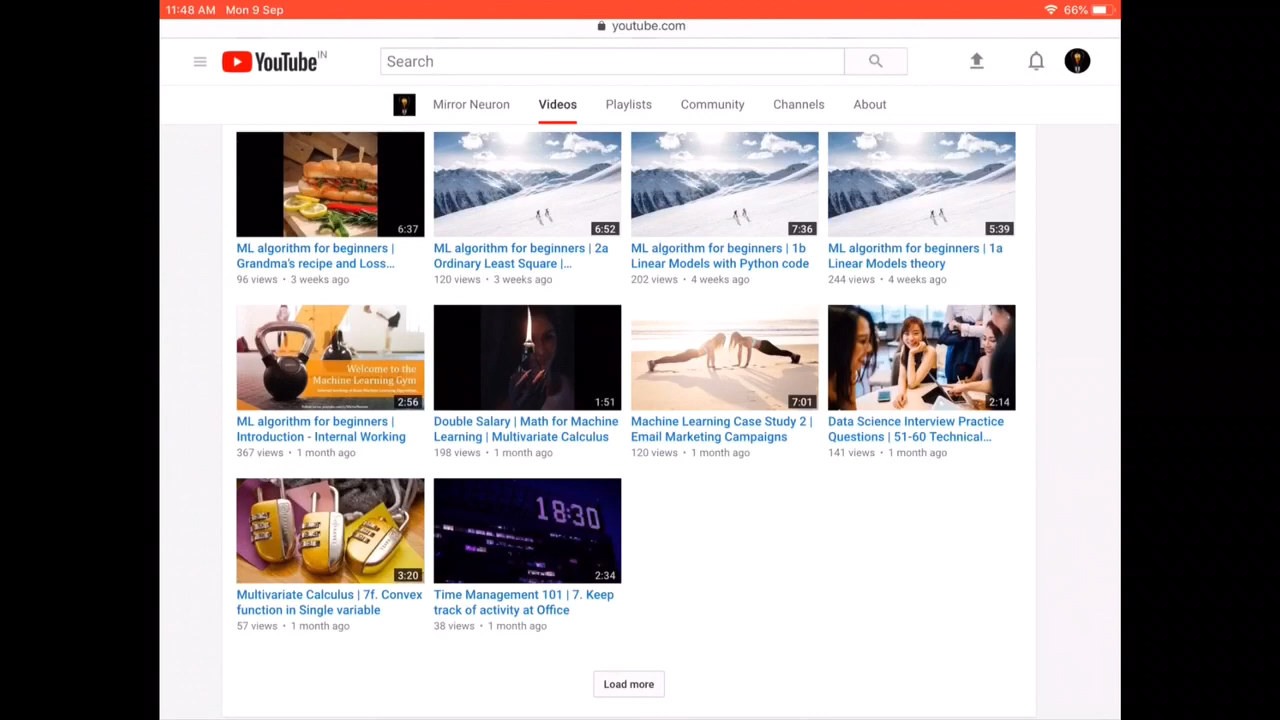 11:48 AM Mon 9 Sep 66%
youtube.com
YouTube IN
Search
Mirror Neuron Videos Playlists Community Channels About
6:37
6:52
7:36
5:39
ML algorithm for beginners |
Grandma's recipe and Loss...
96 views • 3 weeks ago
ML algorithm for beginners | 2a
Ordinary Least Square |...
120 views • 3 weeks ago
ML algorithm for beginners | 1b
Linear Models with Python code
202 views • 4 weeks ago
ML algorithm for beginners | 1a
Linear Models theory
244 views • 4 weeks ago
Welcome to the
Machine Learning Gym
2:56
1:51
7:01
2:14
ML algorithm for beginners |
Introduction - Internal Working
367 views • 1 month ago
Double Salary | Math for Machine
Learning | Multivariate Calculus
198 views • 1 month ago
Machine Learning Case Study 2 |
Email Marketing Campaigns
120 views • 1 month ago
Data Science Interview Practice
Questions | 51-60 Technical...
141 views • 1 month ago
18:30
3:20
2:34
Multivariate Calculus | 7f. Convex
function in Single variable
57 views • 1 month ago
Time Management 101 | 7. Keep
track of activity at Office
38 views • 1 month ago
Load more